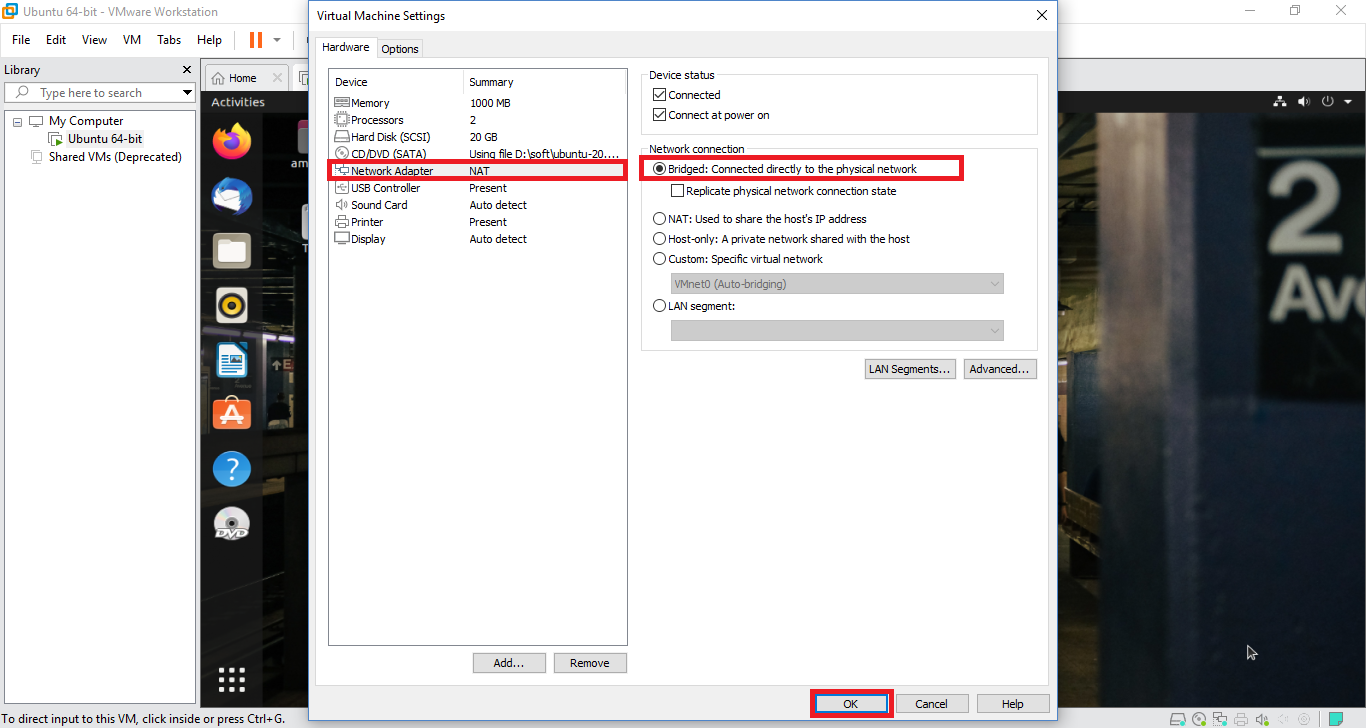 Ubuntu 64-bit - VMware Workstation
File Edit View VM Tabs Help
Library
Type here to search
My Computer
Ubuntu 64-bit
Shared VMs (Deprecated)
Home
Activities
am
T
Virtual Machine Settings
Hardware Options
Device Summary
Memory 1000 MB
Processors 2
Hard Disk (SCSI) 20 GB
CD/DVD (SATA) Using file D:\soft\ubuntu-20....
Network Adapter NAT
USB Controller Present
Sound Card Auto detect
Printer Present
Display Auto detect
Add... Remove
Device status
Connected
Connect at power on
Network connection
Bridged: Connected directly to the physical network
Replicate physical network connection state
NAT: Used to share the host's IP address
Host-only: A private network shared with the host
Custom: Specific virtual network
VMnet0 (Auto-bridging)
LAN segment:
LAN Segments... Advanced...
OK Cancel Help
2
Ave
E
DVD
To direct input to this VM, click inside or press Ctrl+G.